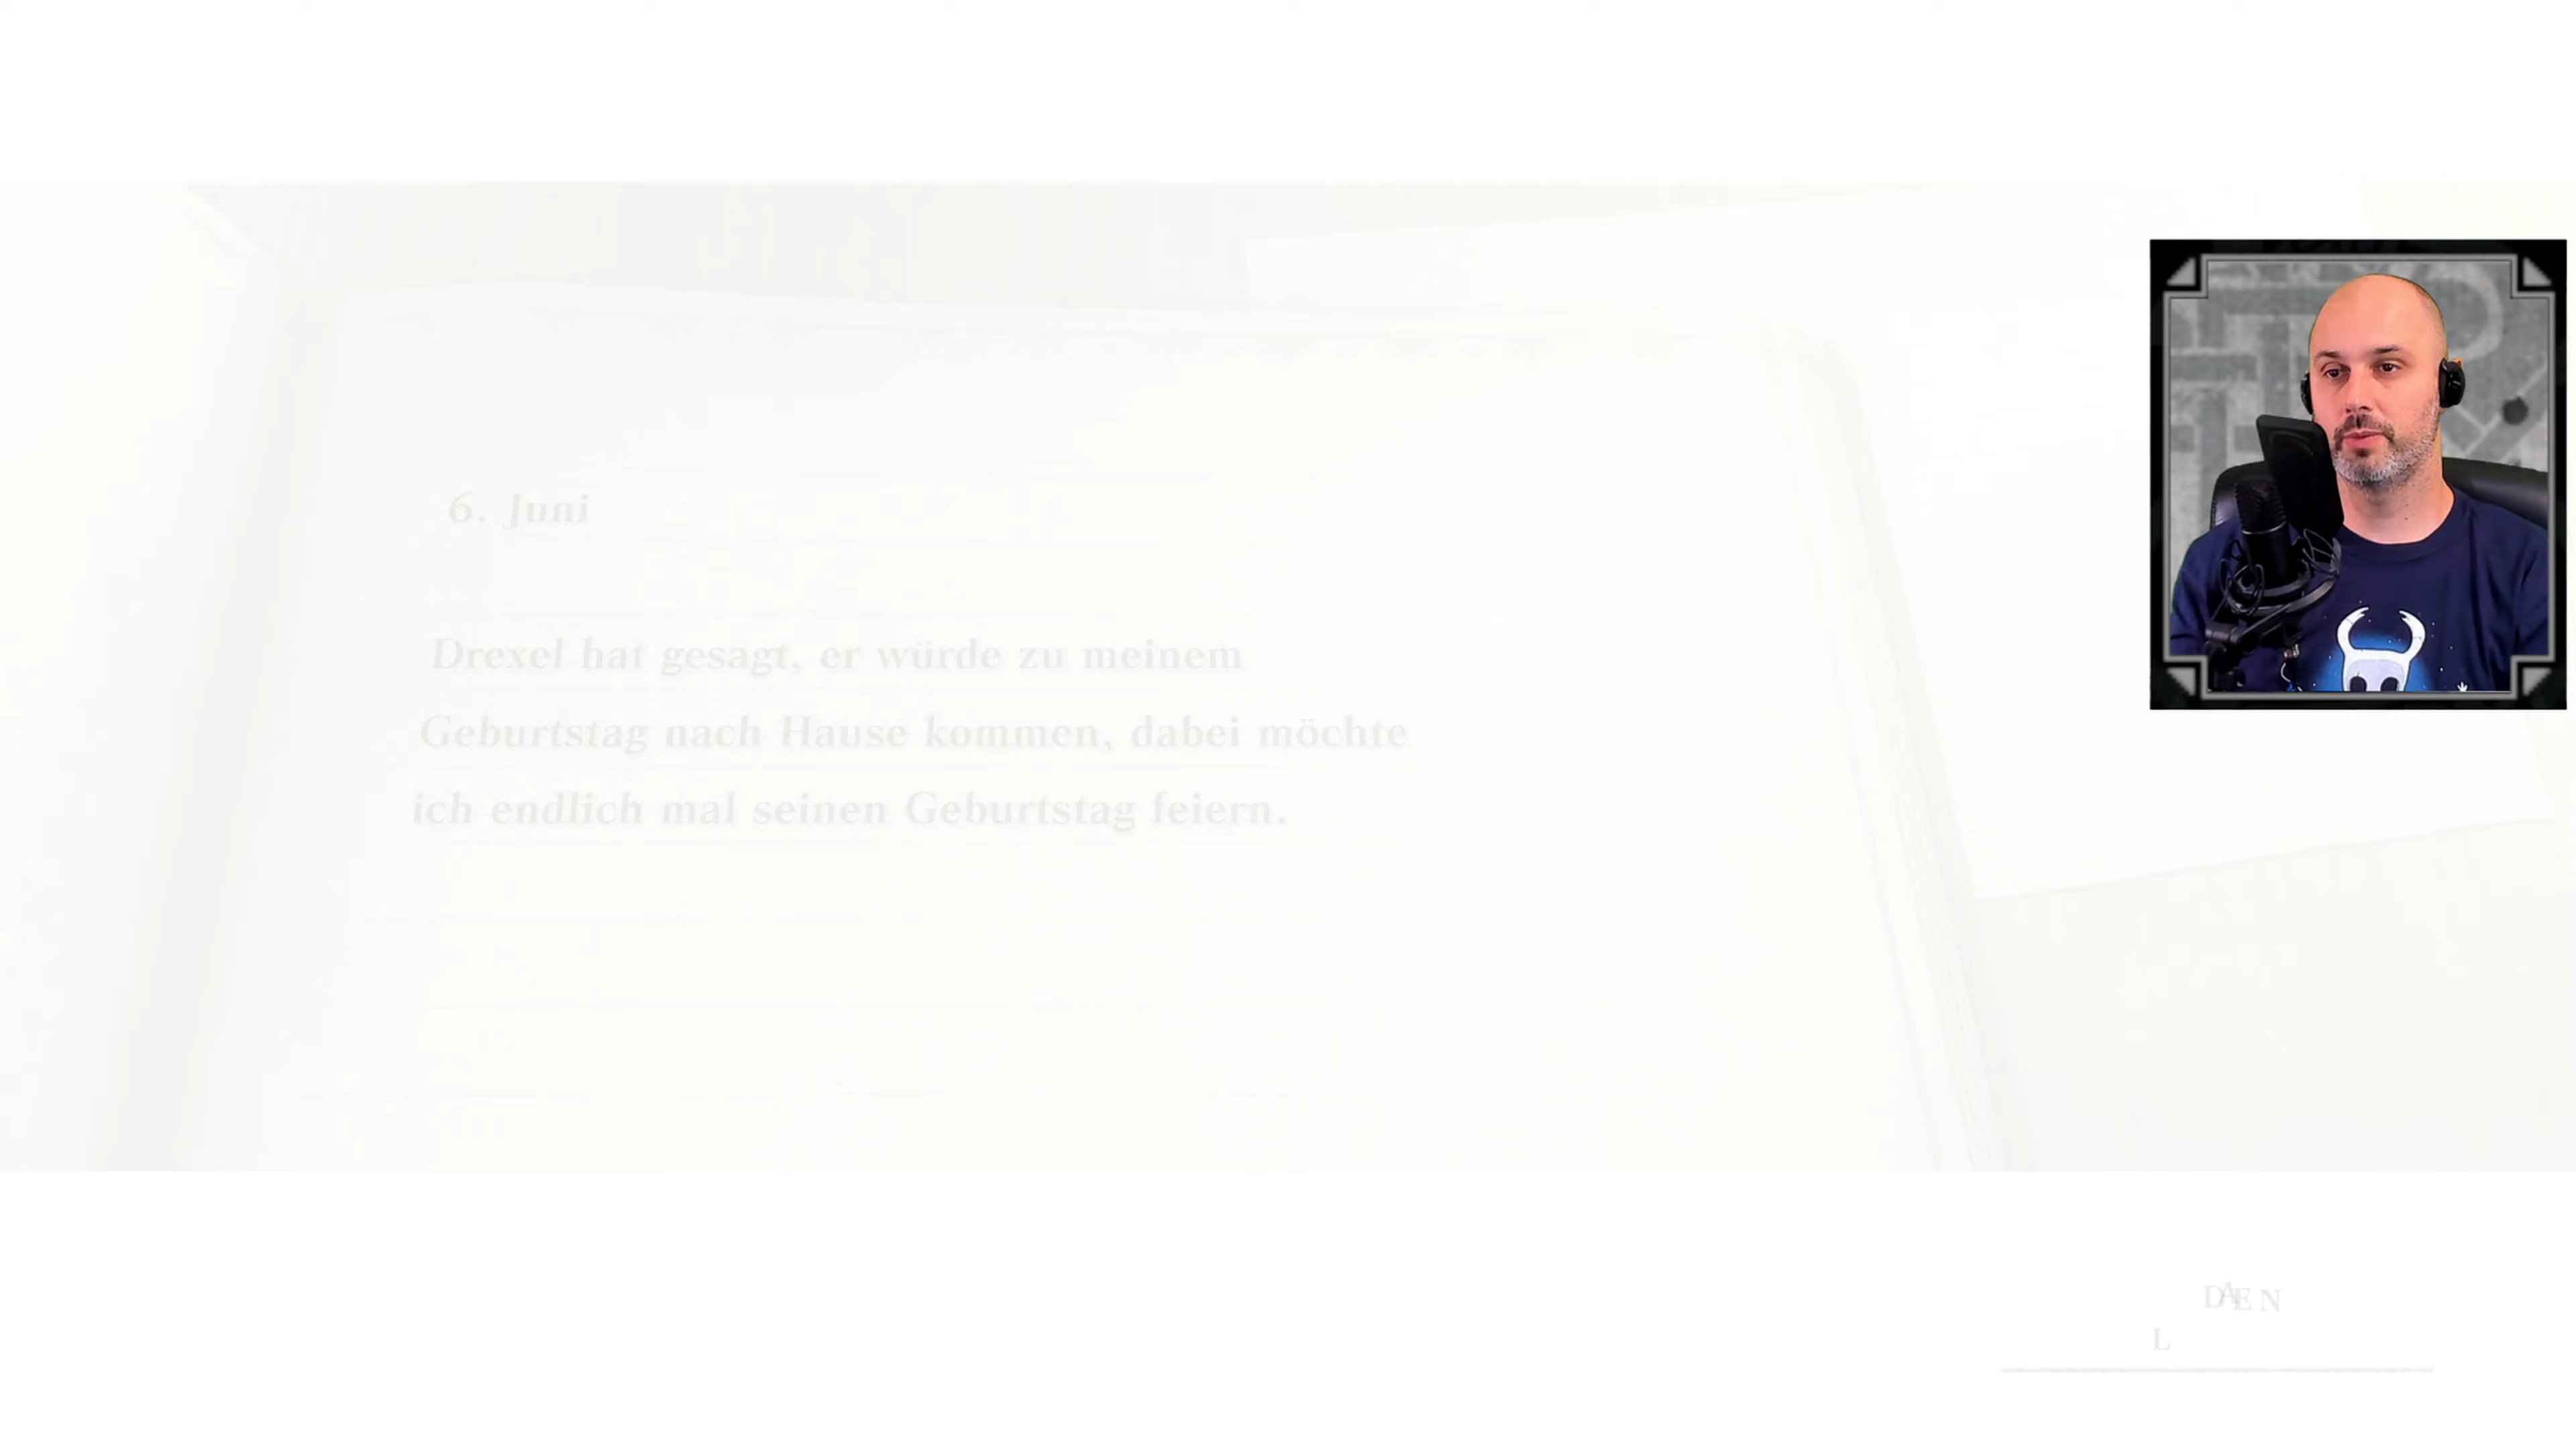 6. Juni
Drexel hat gesagt, er würde zu meinem
Geburtstag nach Hause kommen, dabei möchte
ich endlich mal seinen Geburtstag feiern.
L A D E N